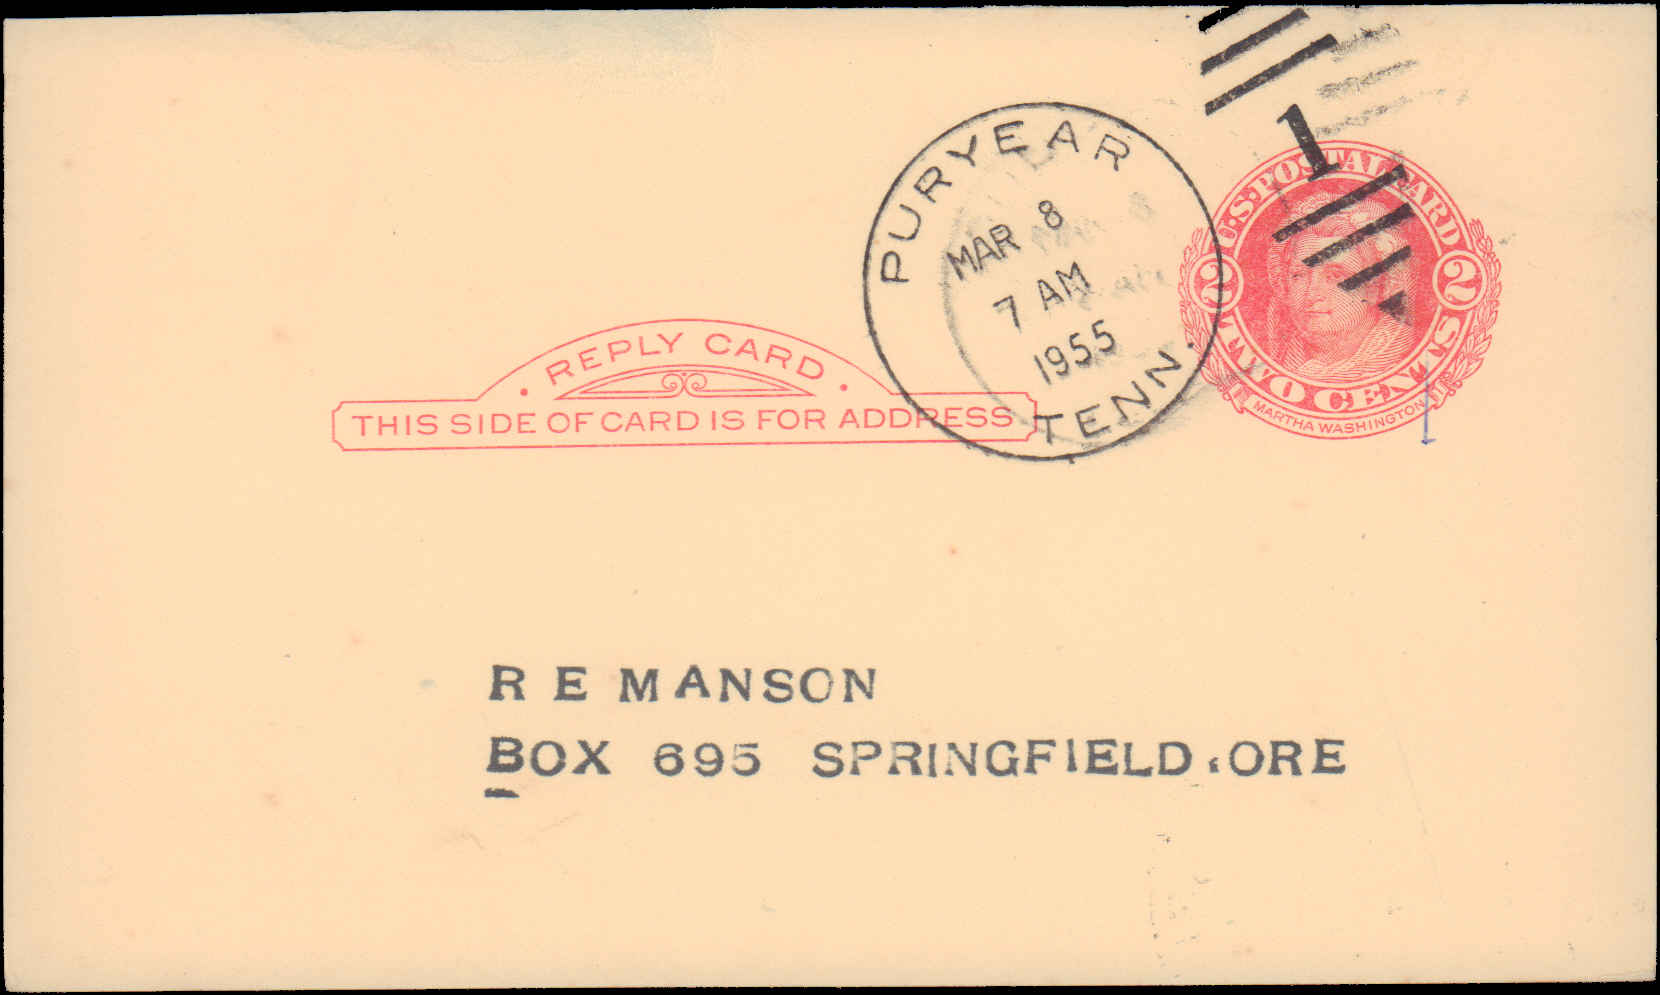 PURYEAR
MAR 8
7 AM
1955
TENN.
1
U.S. POSTAL CARD
2 2
TWO CENTS
MARTHA WASHINGTON
· REPLY CARD ·
THIS SIDE OF CARD IS FOR ADDRESS
R E MANSON
BOX 695 SPRINGFIELD, ORE